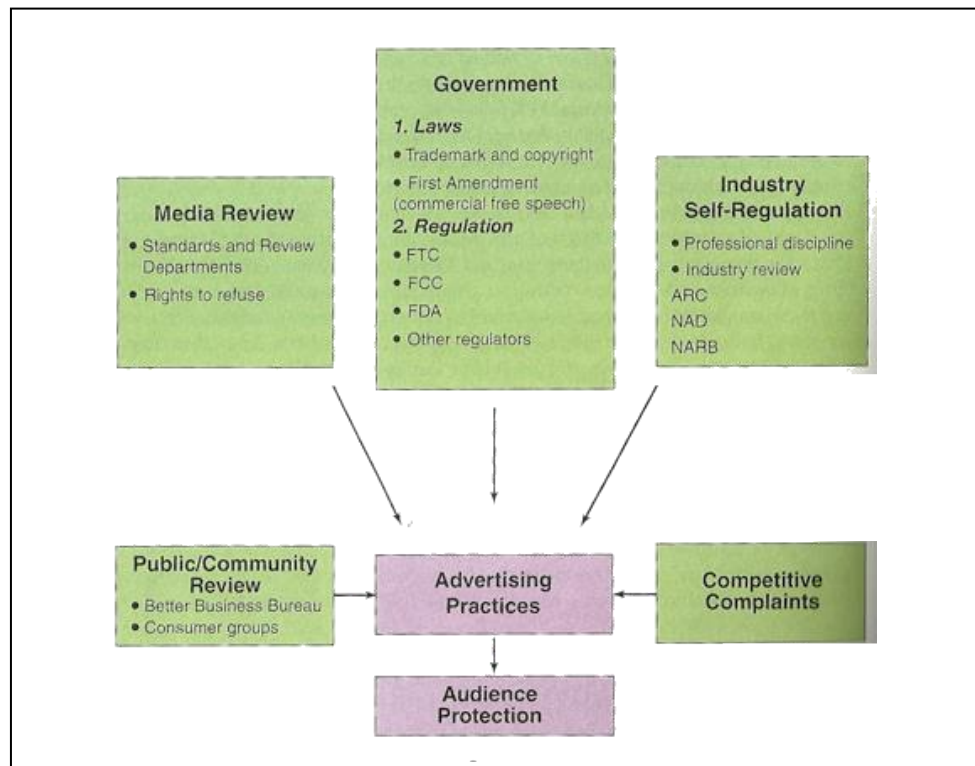 Government
1. Laws
• Trademark and copyright
• First Amendment
(commercial free speech)
2. Regulation
• FTC
• FCC
• FDA
• Other regulators
Media Review
• Standards and Review
Departments
• Rights to refuse
Industry
Self-Regulation
• Professional discipline
• Industry review
ARC
NAD
NARB
Public/Community
Review
• Better Business Bureau
• Consumer groups
Advertising
Practices
Competitive
Complaints
Audience
Protection